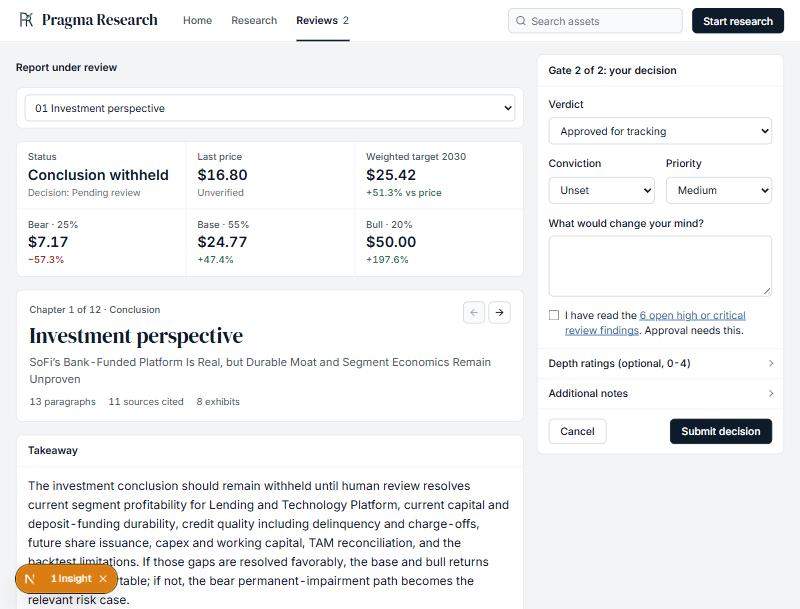 Pragma Research
Home
Research
Reviews 2
Search assets
Start research
Report under review
01 Investment perspective
Status
Conclusion withheld
Decision: Pending review
Last price
$16.80
Unverified
Weighted target 2030
$25.42
+51.3% vs price
Bear · 25%
$7.17
−57.3%
Base · 55%
$24.77
+47.4%
Bull · 20%
$50.00
+197.6%
Chapter 1 of 12 · Conclusion
Investment perspective
SoFi's Bank-Funded Platform Is Real, but Durable Moat and Segment Economics Remain
Unproven
13 paragraphs 11 sources cited 8 exhibits
Takeaway
The investment conclusion should remain withheld until human review resolves
current segment profitability for Lending and Technology Platform, current capital and
deposit-funding durability, credit quality including delinquency and charge-offs,
future share issuance, capex and working capital, TAM reconciliation, and the
backtest limitations. If those gaps are resolved favorably, the base and bull returns
table; if not, the bear permanent-impairment path becomes the
relevant risk case.
N 1 Insight
Gate 2 of 2: your decision
Verdict
Approved for tracking
Conviction
Unset
Priority
Medium
What would change your mind?
I have read the 6 open high or critical
review findings. Approval needs this.
Depth ratings (optional, 0-4)
Additional notes
Cancel
Submit decision